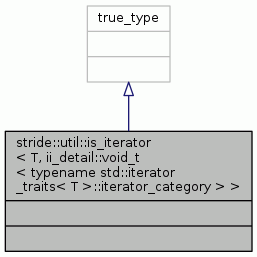 true_type
stride::util::is_iterator
< T, ii_detail::void_t
< typename std::iterator
_traits< T >::iterator_category > >